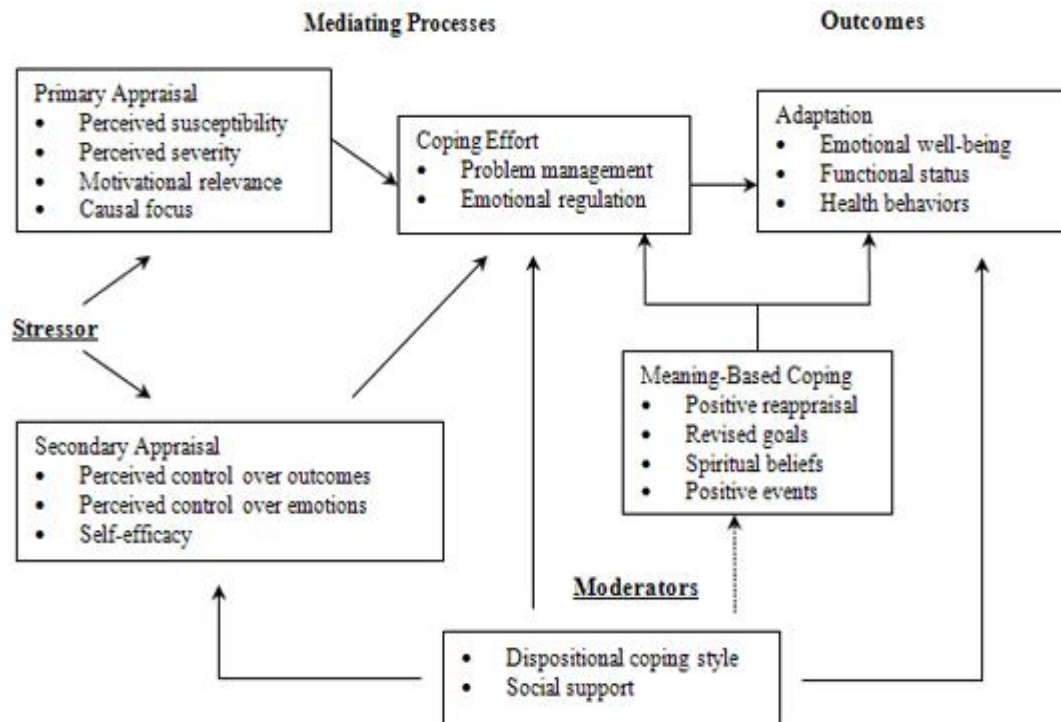 Mediating Processes
Outcomes
Primary Appraisal
• Perceived susceptibility
• Perceived severity
• Motivational relevance
• Causal focus
Coping Effort
• Problem management
• Emotional regulation
Adaptation
• Emotional well-being
• Functional status
• Health behaviors
Stressor
Meaning-Based Coping
• Positive reappraisal
• Revised goals
• Spiritual beliefs
• Positive events
Secondary Appraisal
• Perceived control over outcomes
• Perceived control over emotions
• Self-efficacy
Moderators
• Dispositional coping style
• Social support